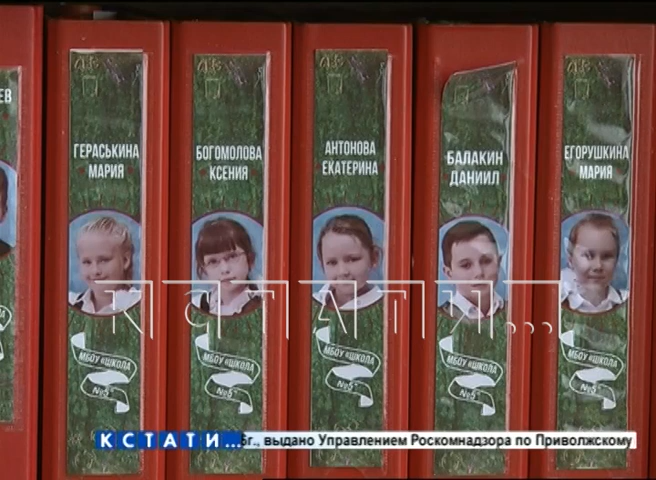 ЕВ
ГЕРАСЬКИНА
МАРИЯ
БОГОМОЛОВА
КСЕНИЯ
АНТОНОВА
ЕКАТЕРИНА
БАЛАКИН
ДАНИИЛ
ЕГОРУШКИНА
МАРИЯ
КСТАТИ...
МБОУ «ШКОЛА
№5"
МБОУ «ШКОЛА
№5"
МБОУ «ШКОЛА
№5"
МБОУ «ШКОЛА
№5"
МБОУ «ШКОЛА
№5"
КСТАТИ... 6г., выдано Управлением Роскомнадзора по Приволжскому